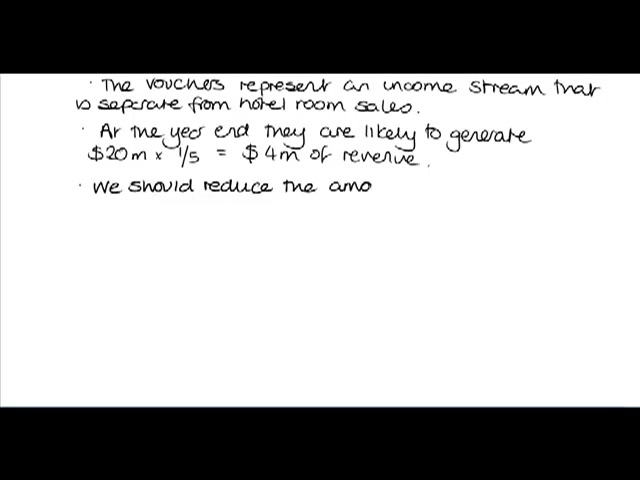 · The vouchers represent an income stream that
is separate from hotel room sales.
· At the year end they are likely to generate
$20m × 1/5 = $4m of revenue.
· We should reduce the amo